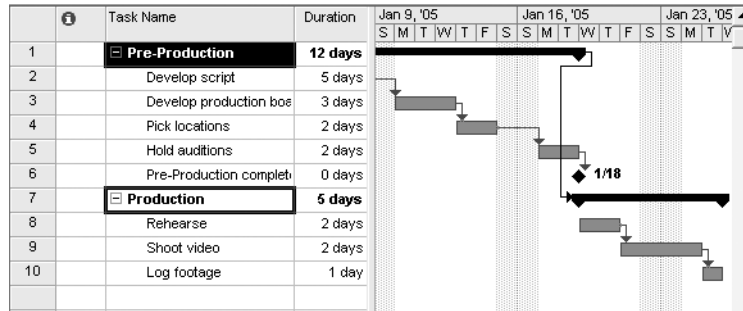 Task Name Duration Jan 9, '05 Jan 16, '05 Jan 23, '05
S M T W T F S S M T W T F S S M T
1 Pre-Production 12 days
2 Develop script 5 days
3 Develop production boa 3 days
4 Pick locations 2 days
5 Hold auditions 2 days
6 Pre-Production complet 0 days 1/18
7 Production 5 days
8 Rehearse 2 days
9 Shoot video 2 days
10 Log footage 1 day